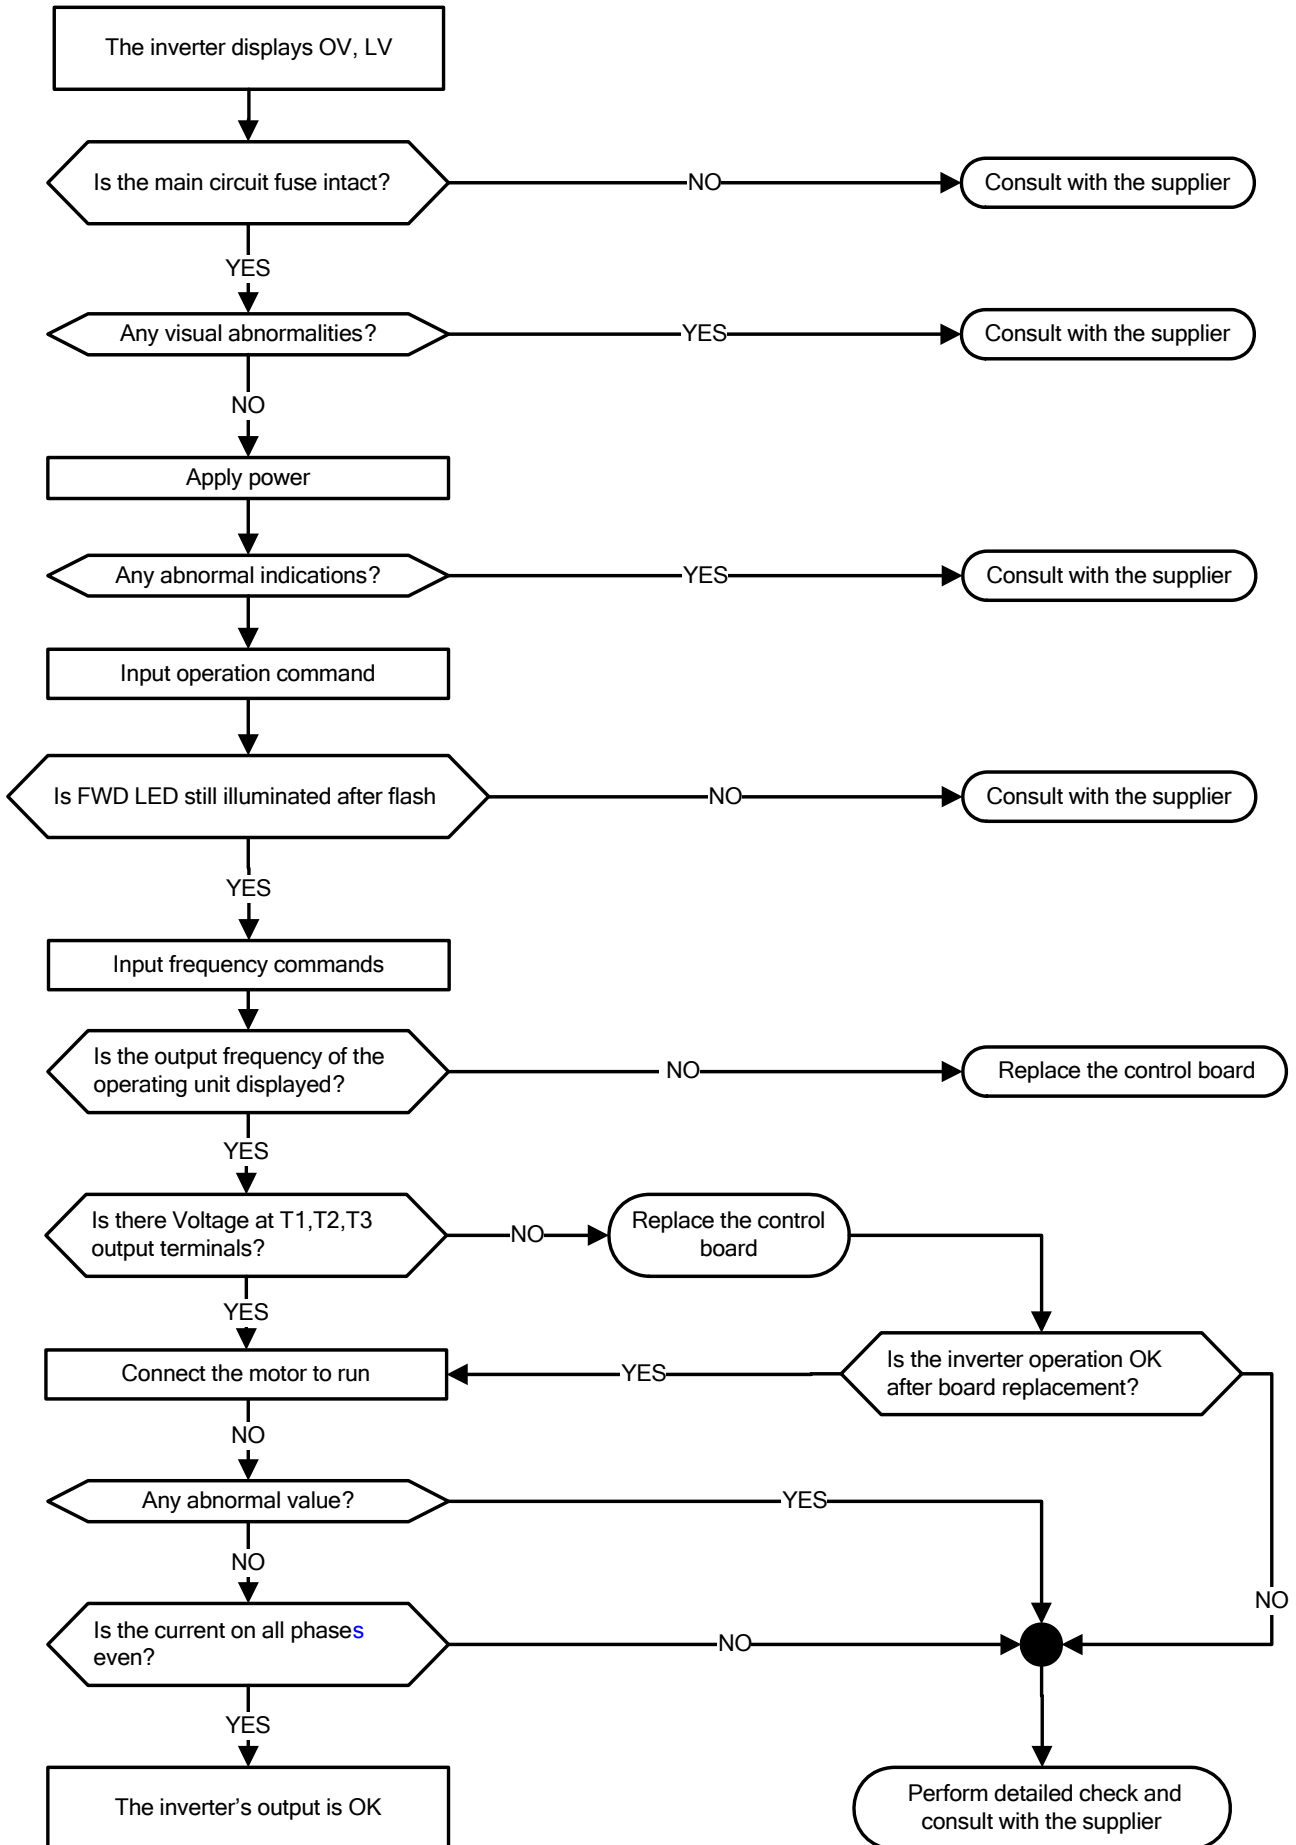 The inverter displays OV, LV
Is the main circuit fuse intact?
NO
Consult with the supplier
YES
Any visual abnormalities?
YES
Consult with the supplier
NO
Apply power
Any abnormal indications?
YES
Consult with the supplier
Input operation command
Is FWD LED still illuminated after flash
NO
Consult with the supplier
YES
Input frequency commands
Is the output frequency of the
operating unit displayed?
NO
Replace the control board
YES
Is there Voltage at T1,T2,T3
output terminals?
NO
Replace the control
board
YES
Connect the motor to run
YES
Is the inverter operation OK
after board replacement?
NO
Any abnormal value?
YES
NO
NO
Is the current on all phases
even?
NO
YES
The inverter's output is OK
Perform detailed check and
consult with the supplier